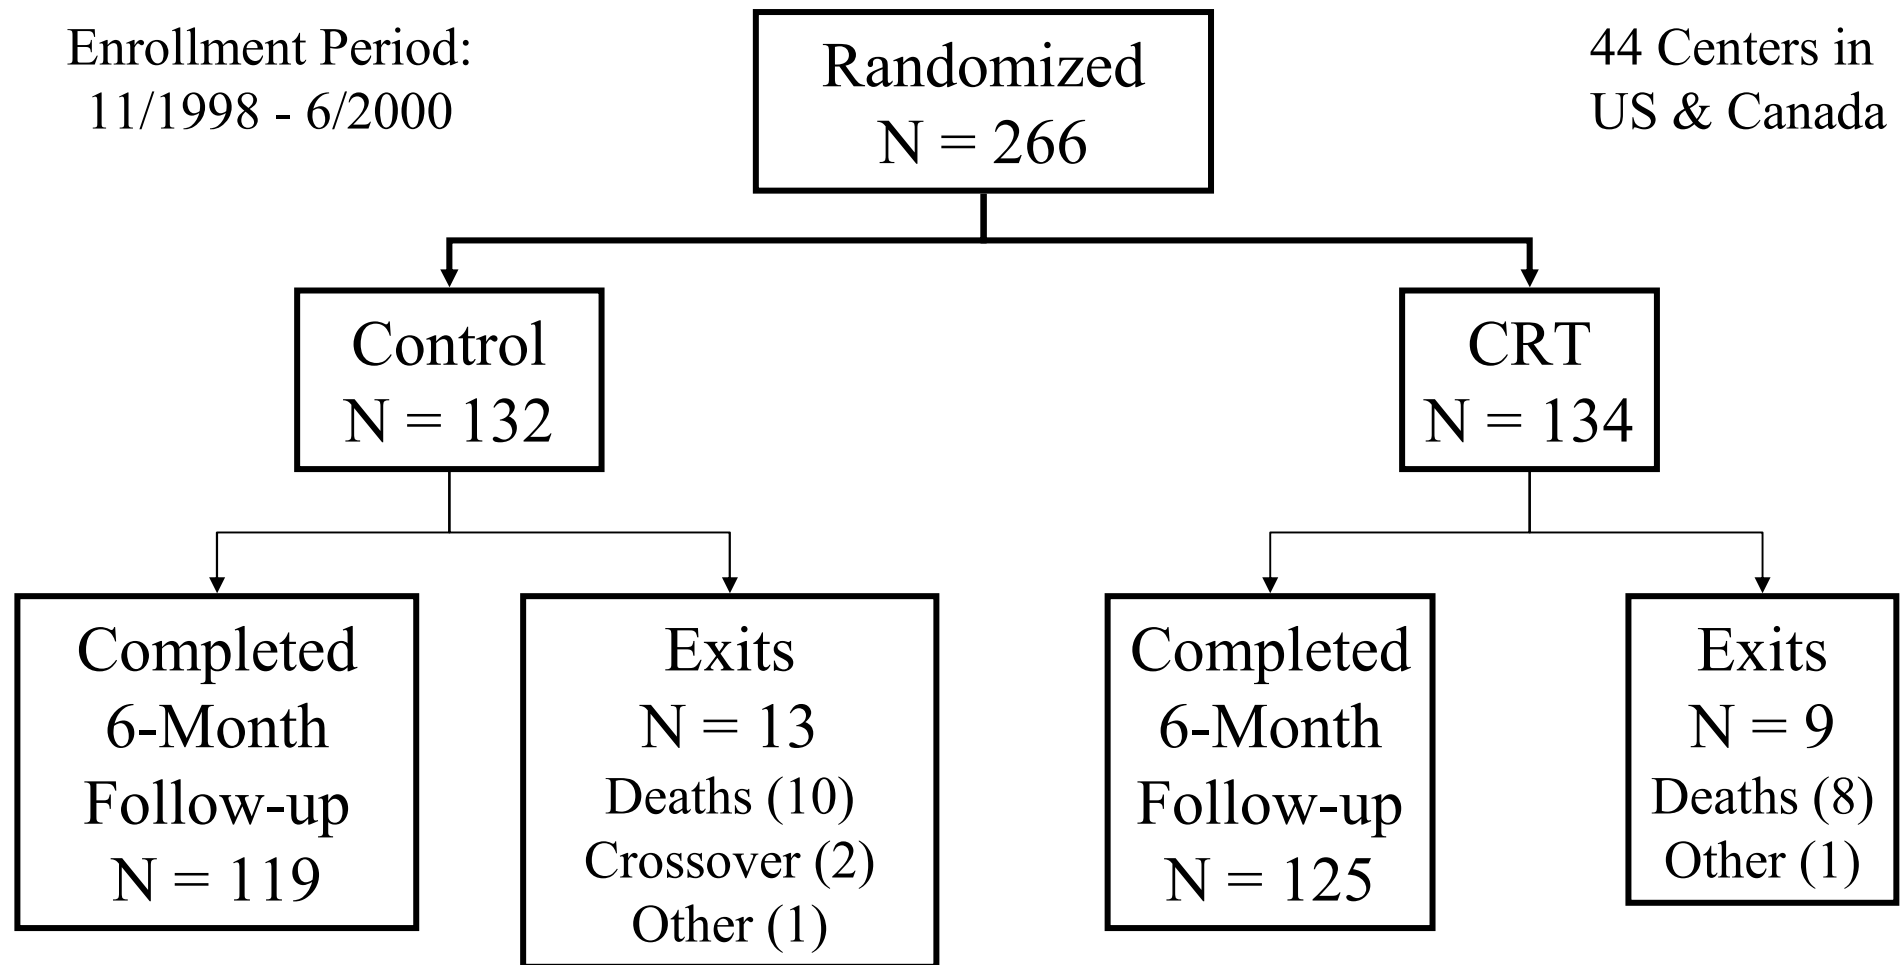 Enrollment Period:
11/1998 - 6/2000
Randomized
N = 266
44 Centers in
US & Canada
Control
N = 132
CRT
N = 134
Completed
6-Month
Follow-up
N = 119
Exits
N = 13
Deaths (10)
Crossover (2)
Other (1)
Completed
6-Month
Follow-up
N = 125
Exits
N = 9
Deaths (8)
Other (1)